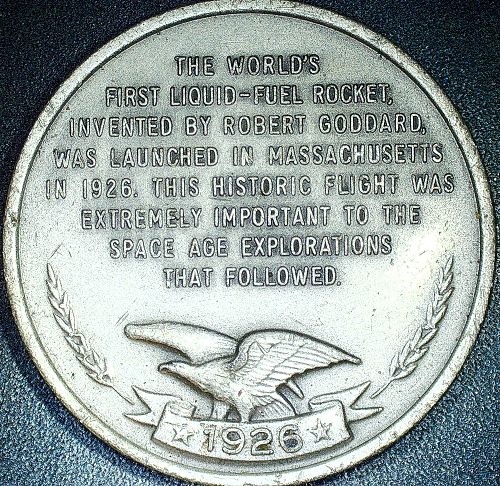 THE WORLD'S
FIRST LIQUID-FUEL ROCKET,
INVENTED BY ROBERT GODDARD,
WAS LAUNCHED IN MASSACHUSETTS
IN 1926. THIS HISTORIC FLIGHT WAS
EXTREMELY IMPORTANT TO THE
SPACE AGE EXPLORATIONS
THAT FOLLOWED.
1926